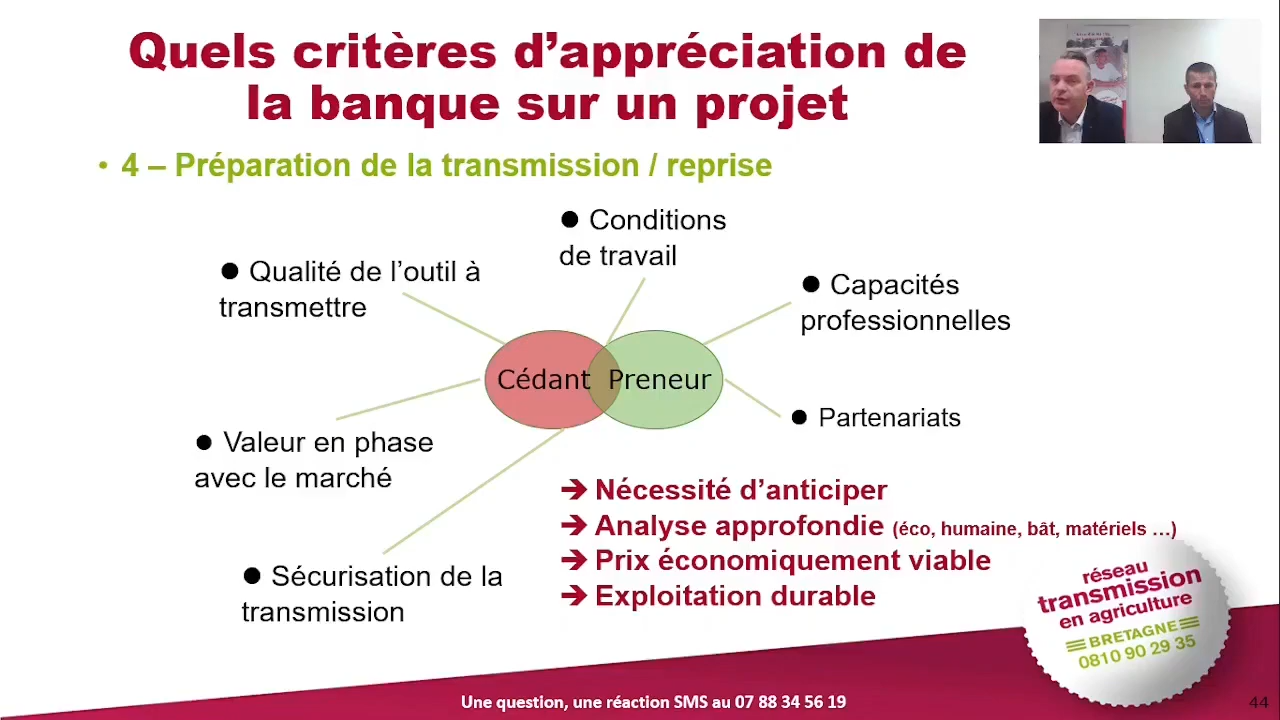 Quels critères d’appréciation de
la banque sur un projet
• 4 – Préparation de la transmission / reprise
● Conditions
de travail
● Qualité de l’outil à
transmettre
● Capacités
professionnelles
Cédant Preneur
● Partenariats
● Valeur en phase
avec le marché
➔ Nécessité d’anticiper
➔ Analyse approfondie (éco, humaine, bât, matériels …)
➔ Prix économiquement viable
➔ Exploitation durable
● Sécurisation de la
transmission
réseau
transmission
en agriculture
BRETAGNE
0810 90 29 35
Une question, une réaction SMS au 07 88 34 56 19
44